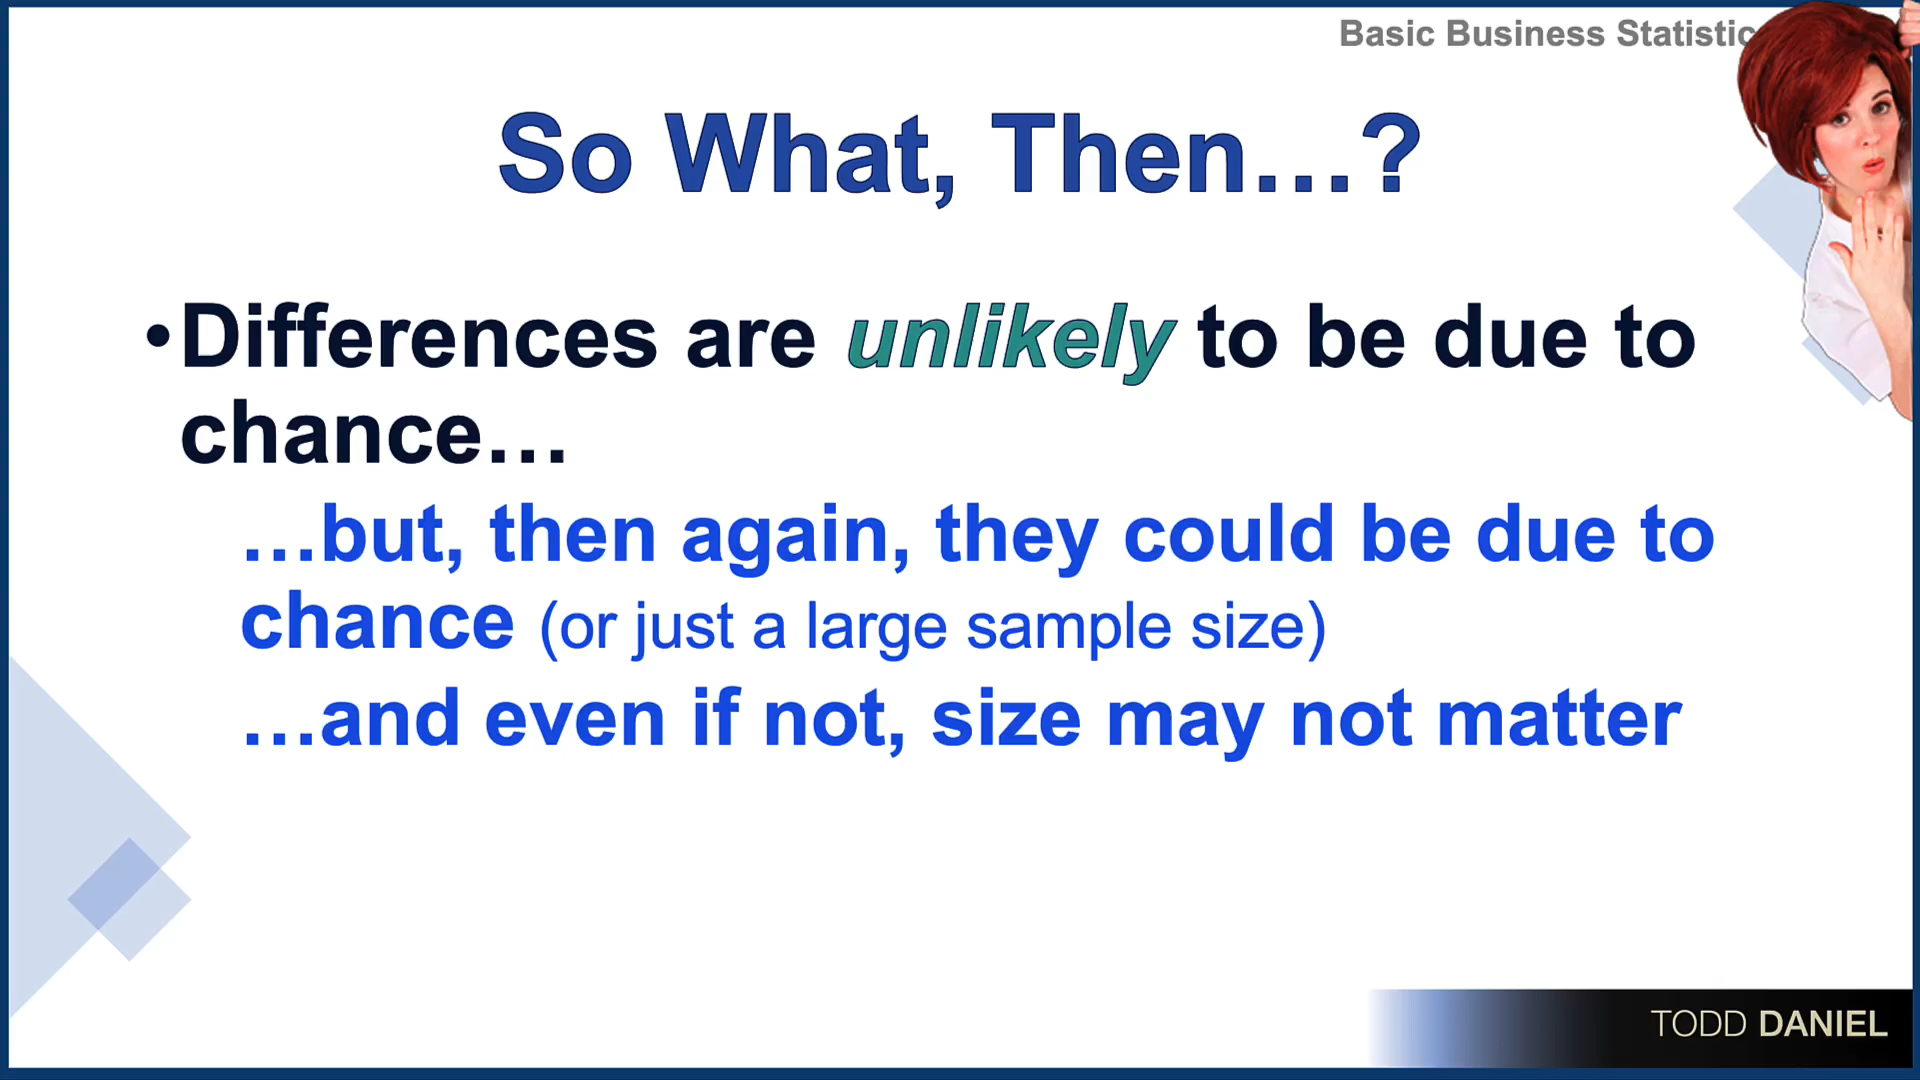 Basic Business Statistic
So What, Then…?
•Differences are unlikely to be due to
chance…
…but, then again, they could be due to
chance (or just a large sample size)
…and even if not, size may not matter
TODD DANIEL